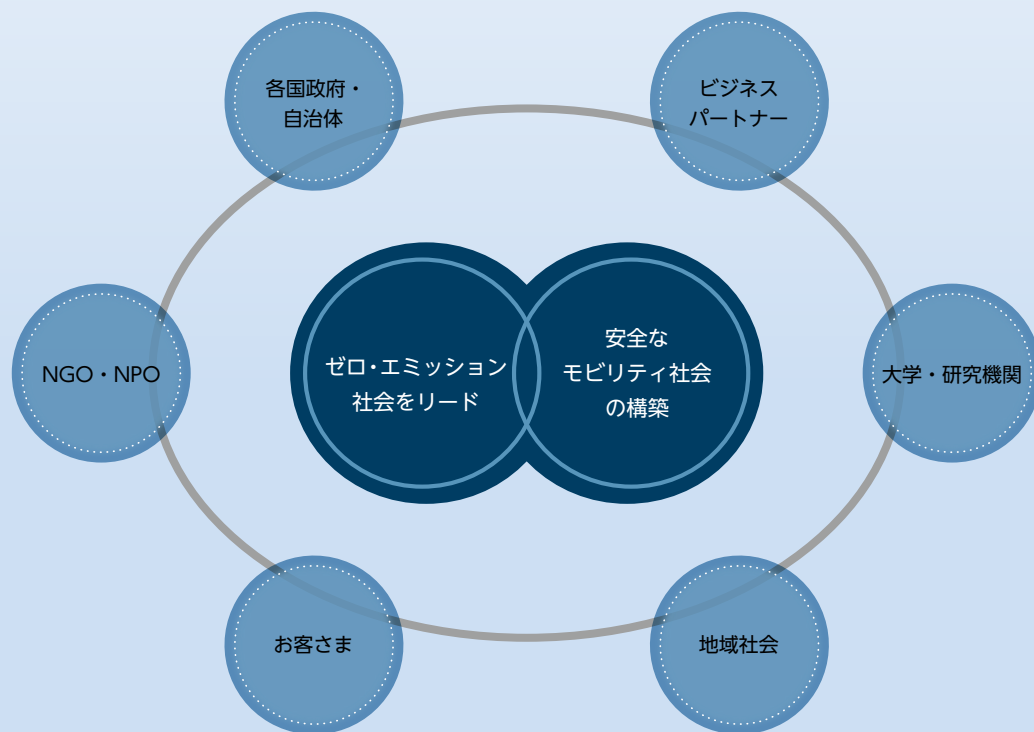 各国政府・
自治体
ビジネス
パートナー
NGO・NPO
ゼロ・エミッション
社会をリード
安全な
モビリティ社会
の構築
大学・研究機関
お客さま
地域社会